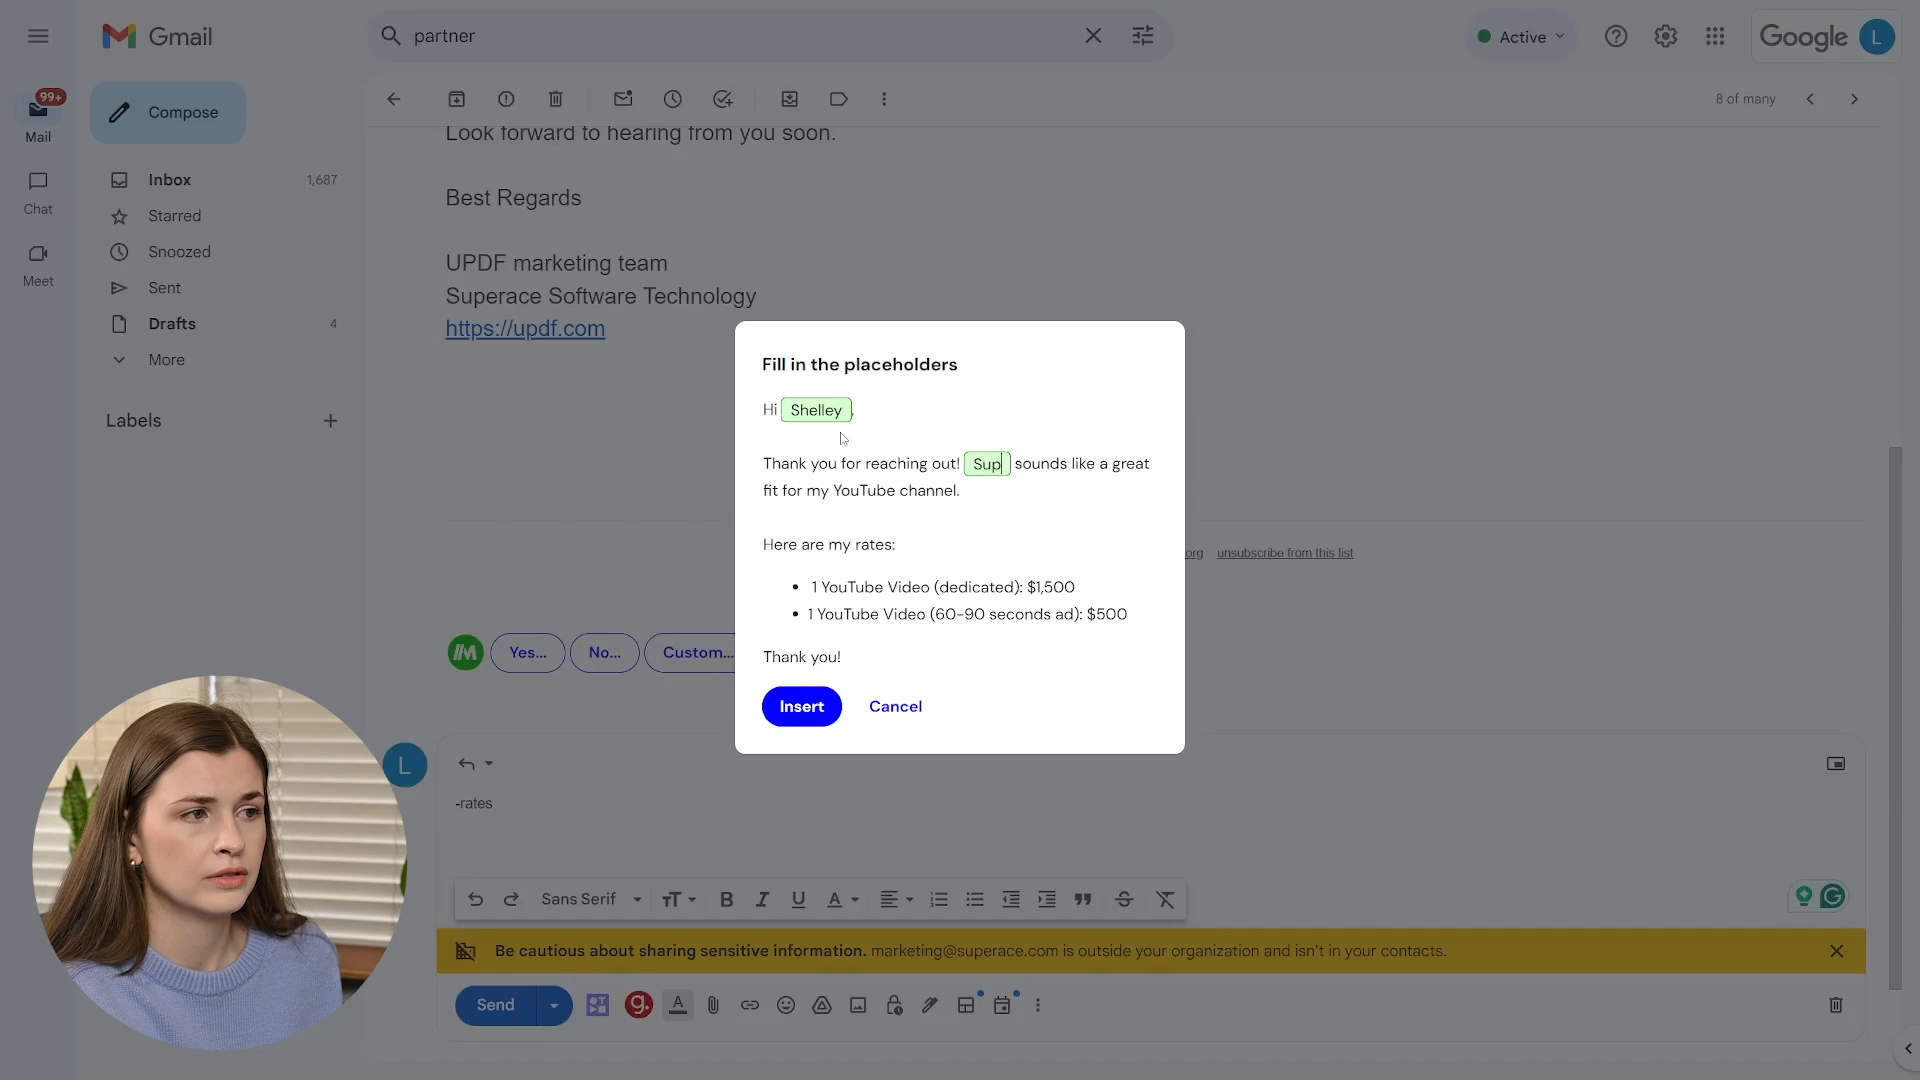 Gmail
partner
Active
Google
L
99+
Mail
Compose
8 of many
Look forward to hearing from you soon.
Chat
Inbox
1,687
Starred
Best Regards
Meet
Snoozed
UPDF marketing team
Sent
Superace Software Technology
Drafts
4
https://updf.com
More
Labels
Fill in the placeholders
Hi Shelley,
Thank you for reaching out! Sup sounds like a great
fit for my YouTube channel.
Here are my rates:
org unsubscribe from this list
• 1 YouTube Video (dedicated): $1,500
• 1 YouTube Video (60-90 seconds ad): $500
Yes...
No...
Custom...
Thank you!
Insert
Cancel
L
-rates
Sans Serif
Be cautious about sharing sensitive information. marketing@superace.com is outside your organization and isn't in your contacts.
Send
g.